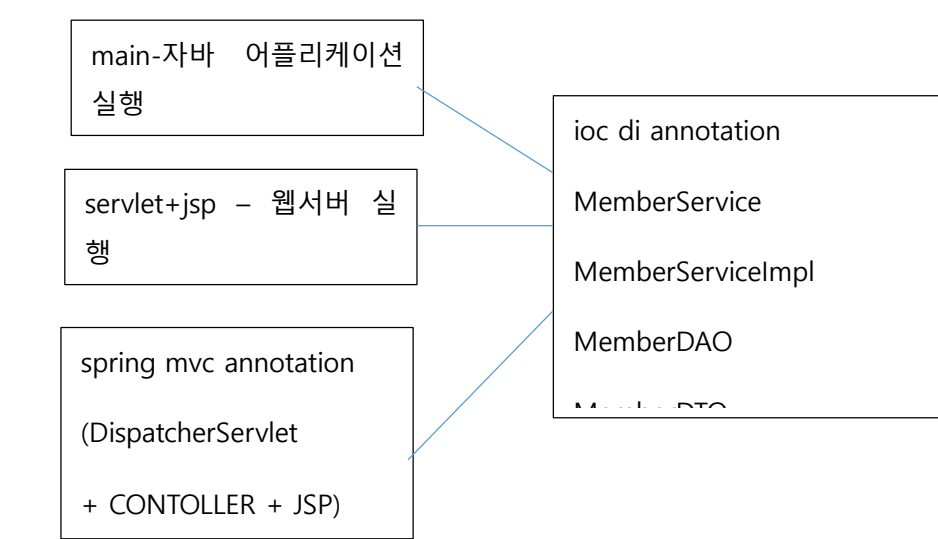 main-자바 어플리케이션
실행
servlet+jsp – 웹서버 실
행
spring mvc annotation
(DispatcherServlet
+ CONTOLLER + JSP)
ioc di annotation
MemberService
MemberServiceImpl
MemberDAO
MemberDTO